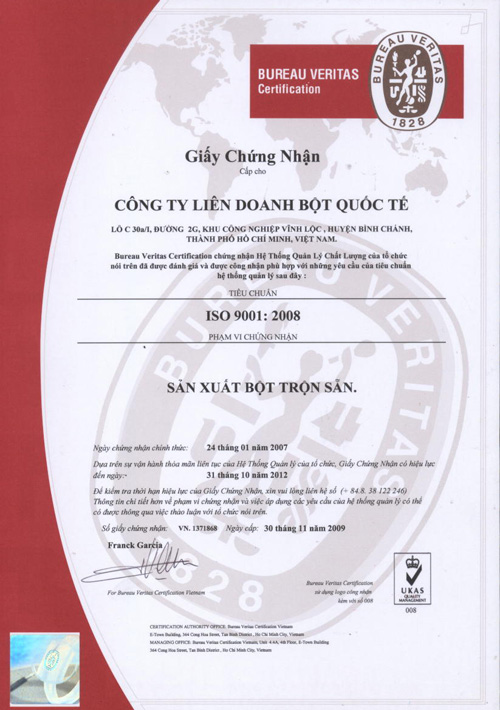 BUREAU VERITAS
Certification
BUREAU VERITAS
1828
Giấy Chứng Nhận
Cấp cho
CÔNG TY LIÊN DOANH BỘT QUỐC TẾ
LÔ C 30a/I, ĐƯỜNG 2G, KHU CÔNG NGHIỆP VĨNH LỘC , HUYỆN BÌNH CHÁNH,
THÀNH PHỐ HỒ CHÍ MINH, VIỆT NAM.
Bureau Veritas Certification chứng nhận Hệ Thống Quản Lý Chất Lượng của tổ chức
nói trên đã được đánh giá và được công nhận phù hợp với những yêu cầu của tiêu chuẩn
hệ thống quản lý sau đây :
TIÊU CHUẨN
ISO 9001: 2008
PHẠM VI CHỨNG NHẬN
SẢN XUẤT BỘT TRỘN SẴN.
Ngày chứng nhận chính thức: 24 tháng 01 năm 2007
Dựa trên sự vận hành thỏa mãn liên tục của Hệ Thống Quản lý của tổ chức, Giấy Chứng Nhận có hiệu lực
đến ngày: 31 tháng 10 năm 2012
Để kiểm tra thời hạn hiệu lực của Giấy Chứng Nhận, xin vui lòng liên hệ số (+ 84.8. 38 122 246)
Thông tin chi tiết hơn về phạm vi chứng nhận và việc áp dụng các yêu cầu của hệ thống quản lý có thể
có được thông qua việc thảo luận với tổ chức nói trên.
Số giấy chứng nhận: VN. 1371868 Ngày cấp: 30 tháng 11 năm 2009
Franck Garcia
For Bureau Veritas Certification Vietnam
Bureau Veritas Certification
sử dụng logo công nhận
kèm với số 008
UKAS
QUALITY
MANAGEMENT
008
CERTIFICATION AUTHORITY OFFICE: Bureau Veritas Certification Vietnam
E-Town Building, 364 Cong Hoa Street, Tan Binh District , Ho Chi Minh City, Vietnam
MANAGING OFFICE: Bureau Veritas Certification Vietnam, Unit 4.4A, 4th Floor, E-Town Building
364 Cong Hoa Street, Tan Binh District , Ho Chi Minh City, Vietnam
BUREAU VERITAS
1828